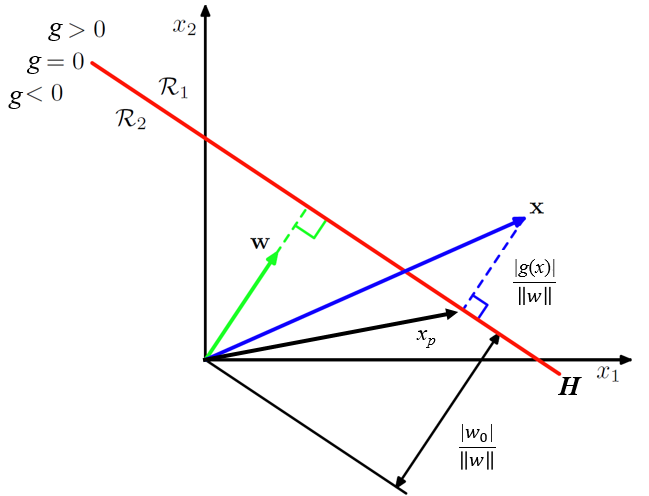 g > 0
x₂
g = 0
g < 0
ℛ₁
ℛ₂
x
w
|g(x)|
‖w‖
xₚ
x₁
H
|w₀|
‖w‖